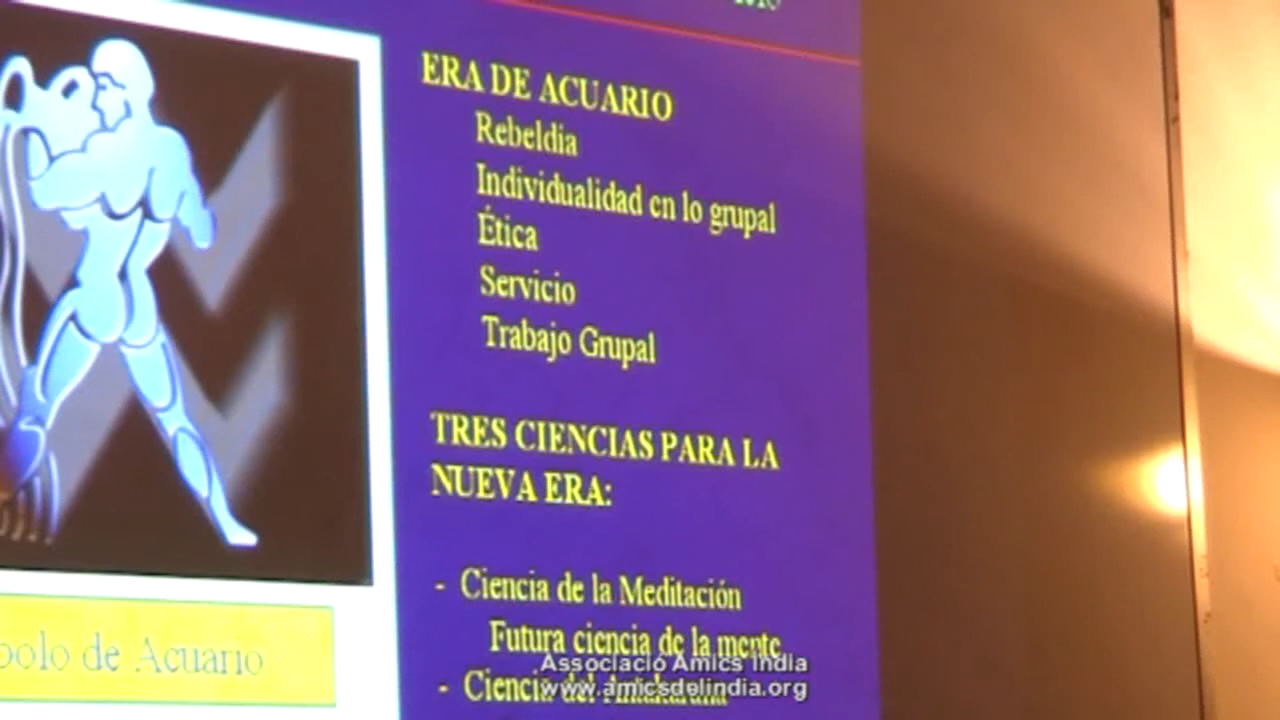 ERA DE ACUARIO
Rebeldia
Individualidad en lo grupal
Ética
Servicio
Trabajo Grupal
TRES CIENCIAS PARA LA
NUEVA ERA:
- Ciencia de la Meditación
Futura ciencia de la mente
- Ciencia del
de Acuario
Associació Amics India
www.amicsdelindia.org